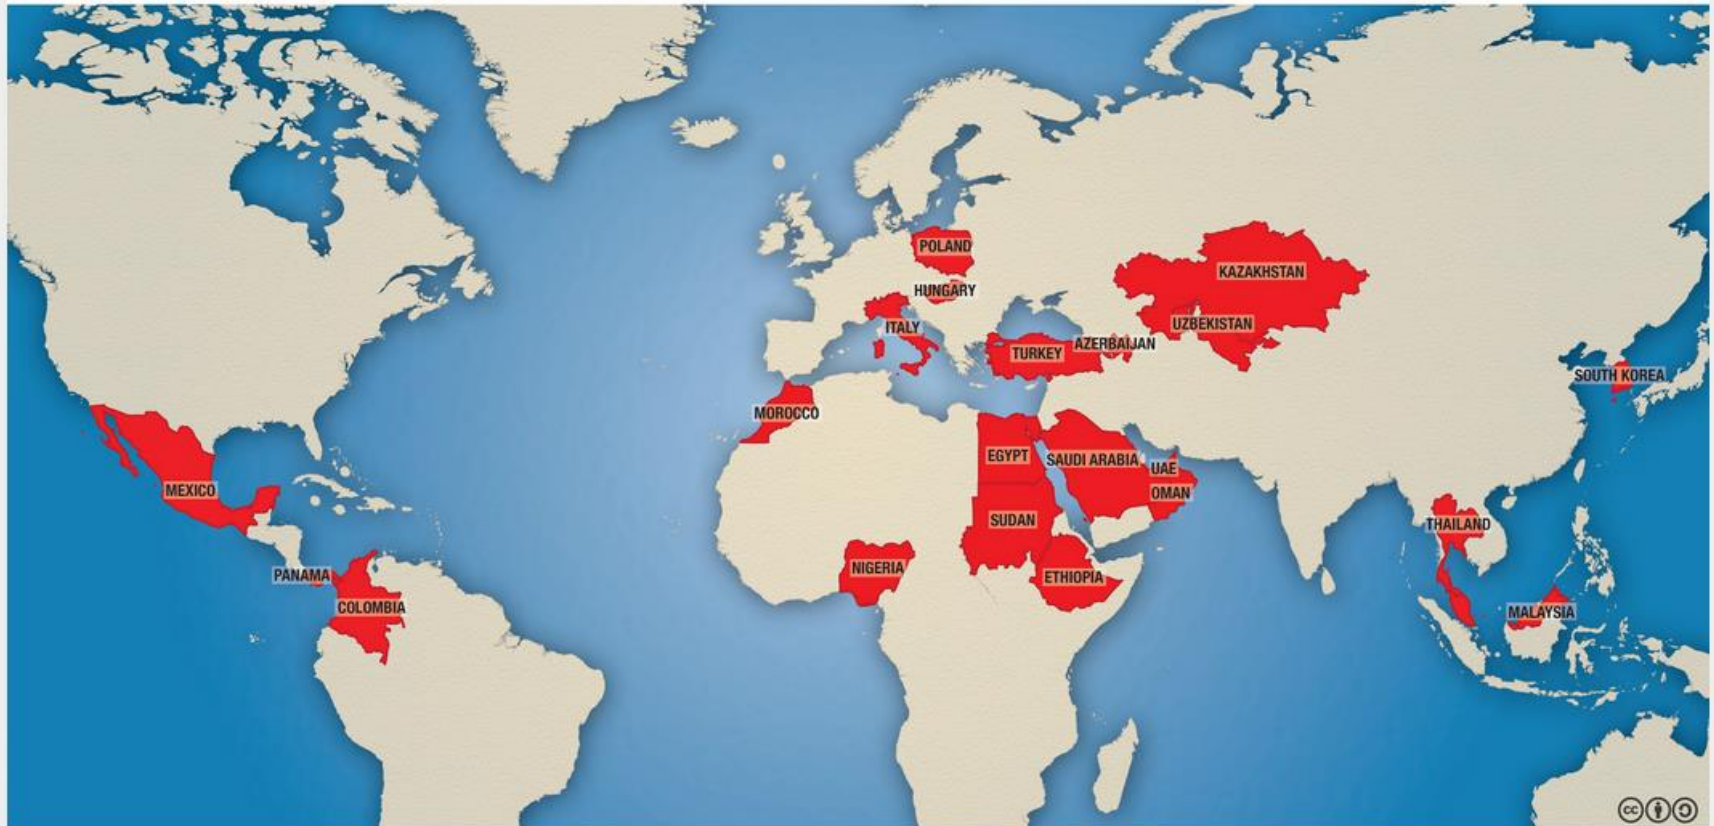 POLAND
KAZAKHSTAN
HUNGARY
ITALY
UZBEKISTAN
TURKEY
AZERBAIJAN
SOUTH KOREA
MOROCCO
EGYPT
SAUDI ARABIA
UAE
MEXICO
OMAN
SUDAN
THAILAND
NIGERIA
PANAMA
ETHIOPIA
COLOMBIA
MALAYSIA
cc